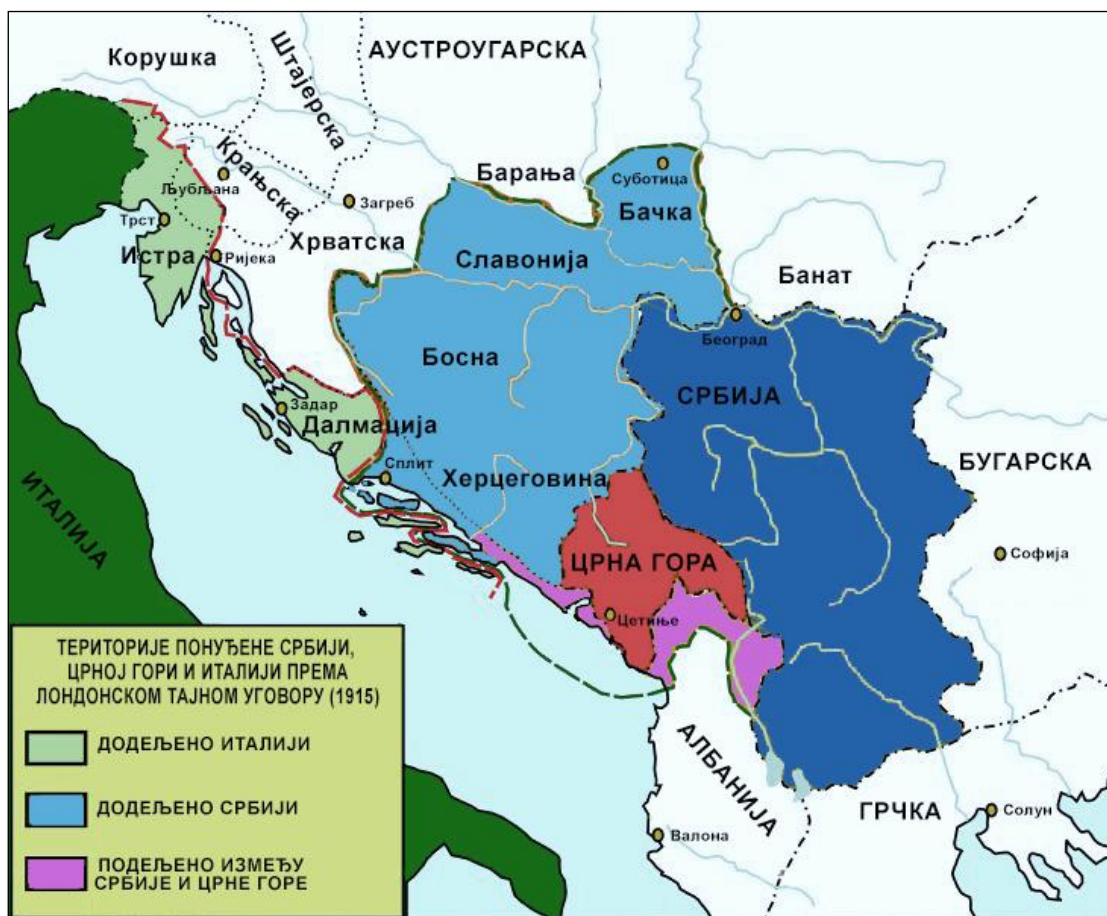 Корушка
Штајерска
АУСТРОУГАРСКА
Крањска
Љубљана
Загреб
Барања
Суботица
Бачка
Трст
Истра
Ријека
Хрватска
Славонија
Банат
Београд
Босна
СРБИЈА
Задар
Далмација
Сплит
Херцеговина
БУГАРСКА
ИТАЛИЈА
ЦРНА ГОРА
Софија
Цетиње
АЛБАНИЈА
ГРЧКА
Солун
Валона
ТЕРИТОРИЈЕ ПОНУЂЕНЕ СРБИЈИ,
ЦРНОЈ ГОРИ И ИТАЛИЈИ ПРЕМА
ЛОНДОНСКОМ ТАЈНОМ УГОВОРУ (1915)
ДОДЕЉЕНО ИТАЛИЈИ
ДОДЕЉЕНО СРБИЈИ
ПОДЕЉЕНО ИЗМЕЂУ
СРБИЈЕ И ЦРНЕ ГОРЕ